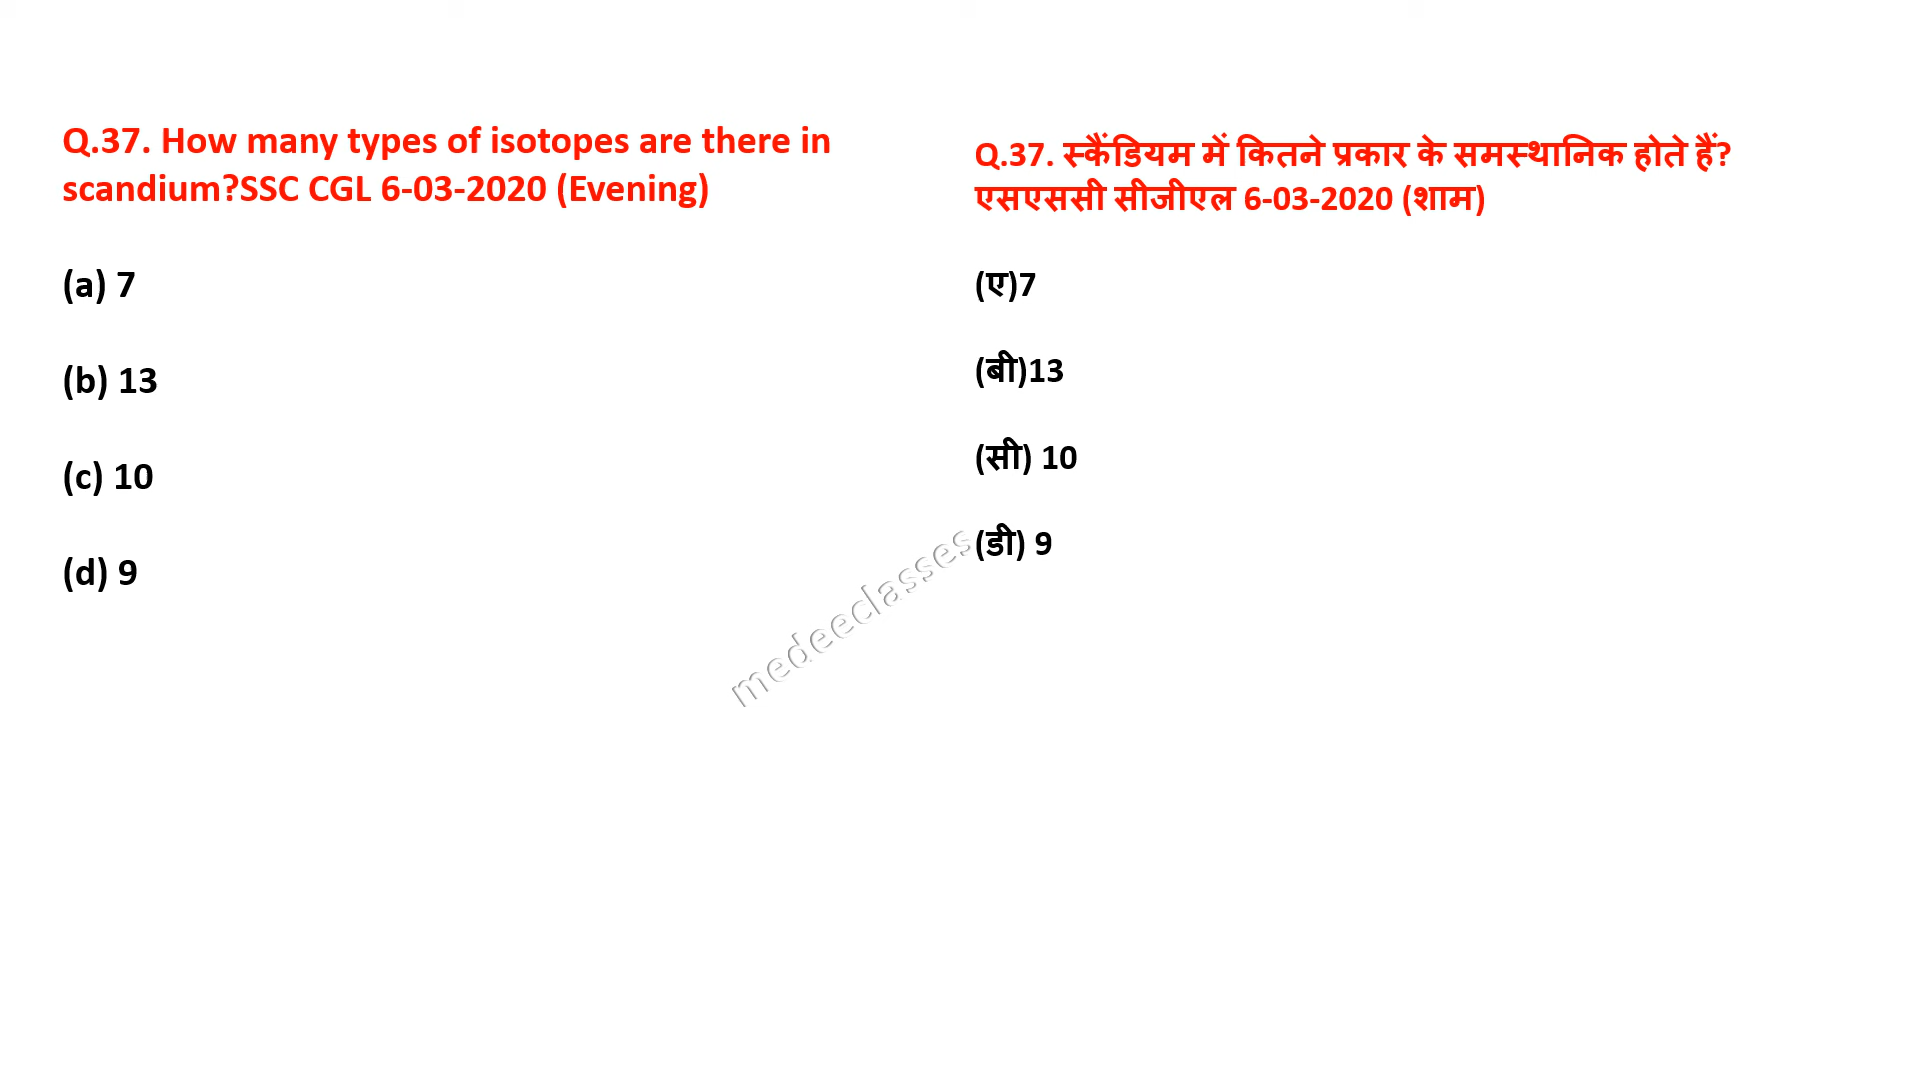 Q.37. How many types of isotopes are there in
scandium?SSC CGL 6-03-2020 (Evening)
(a) 7
(b) 13
(c) 10
(d) 9
Q.37. स्कैंडियम में कितने प्रकार के समस्थानिक होते हैं?
एसएससी सीजीएल 6-03-2020 (शाम)
(ए)7
(बी)13
(सी) 10
(डी) 9
medeeclasses